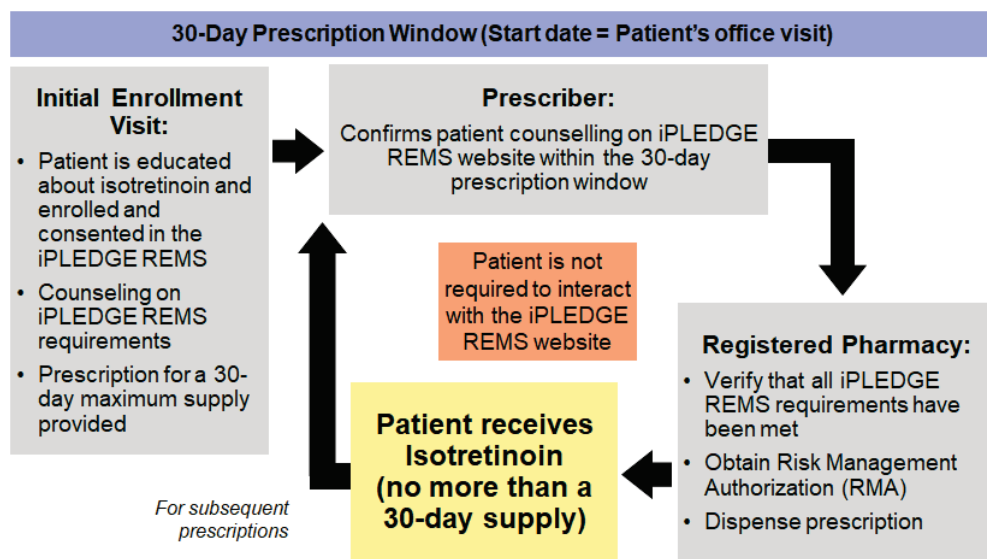 30-Day Prescription Window (Start date = Patient's office visit)
Initial Enrollment
Visit:
• Patient is educated
about isotretinoin and
enrolled and
consented in the
iPLEDGE REMS
• Counseling on
iPLEDGE REMS
requirements
• Prescription for a 30-
day maximum supply
provided
Prescriber:
Confirms patient counselling on iPLEDGE
REMS website within the 30-day
prescription window
Patient is not
required to interact
with the iPLEDGE
REMS website
Registered Pharmacy:
• Verify that all iPLEDGE
REMS requirements have
been met
• Obtain Risk Management
Authorization (RMA)
• Dispense prescription
Patient receives
Isotretinoin
(no more than a
30-day supply)
For subsequent
prescriptions